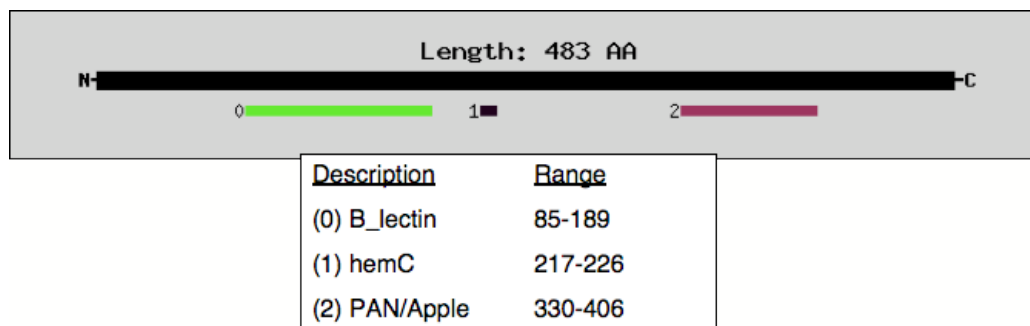 Length: 483 AA
N C
0 1 2
Description Range
(0) B_lectin 85-189
(1) hemC 217-226
(2) PAN/Apple 330-406